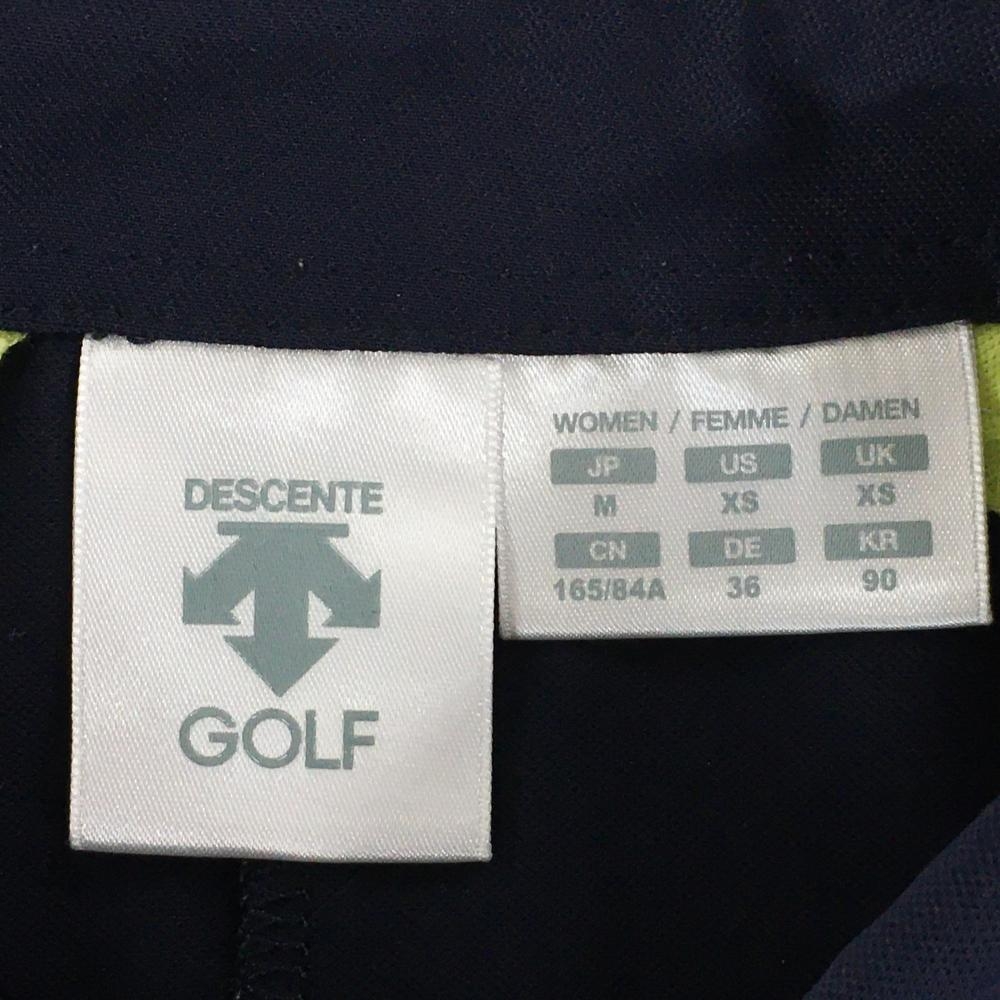 DESCENTE
GOLF
WOMEN / FEMME / DAMEN
JP US UK
M XS XS
CN DE KR
165/84A 36 90